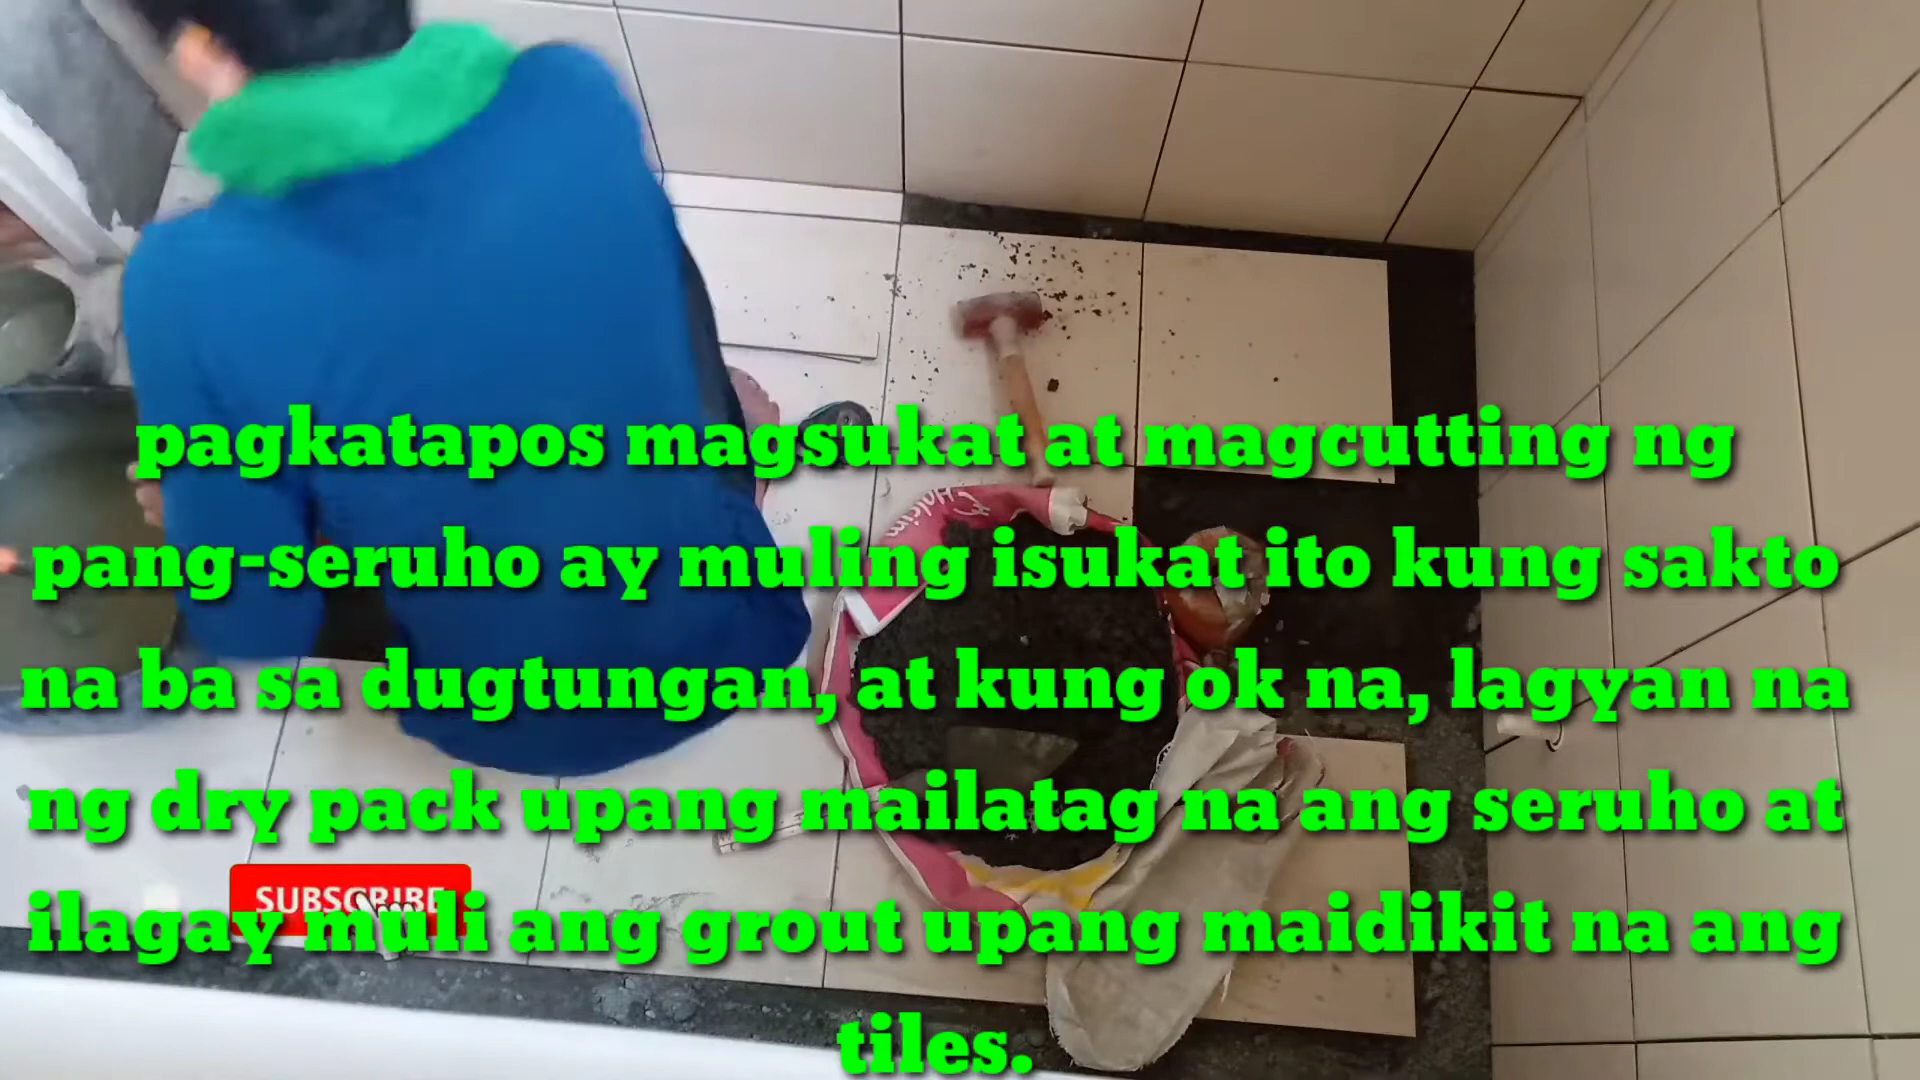 Holcim
pagkatapos magsukat at magcutting ng
pang-seruho ay muling isukat ito kung sakto
na ba sa dugtungan, at kung ok na, lagyan na
ng dry pack upang mailatag na ang seruho at
SUBSCRIBE
ilagay muli ang grout upang maidikit na ang
tiles.